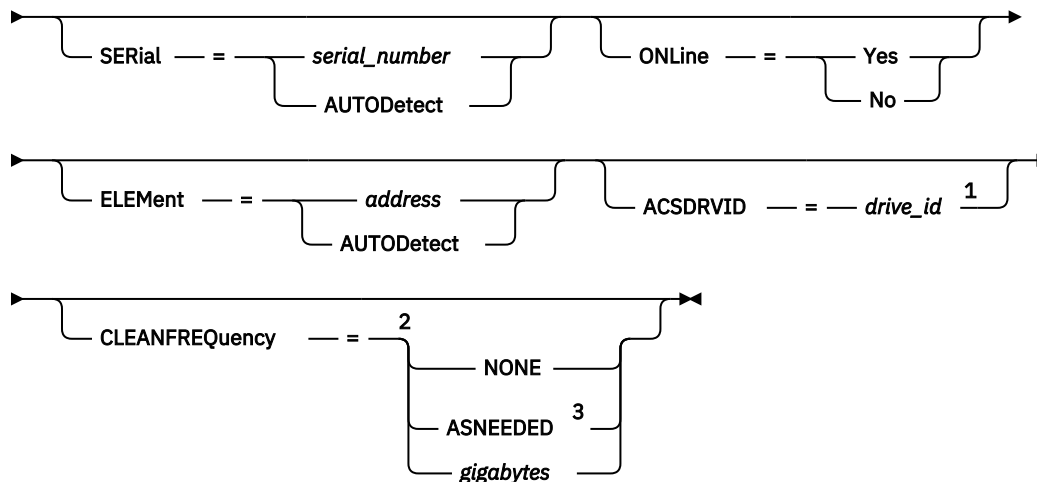 SERial = serial_number
AUTODetect
ONLine = Yes
No
ELEMent = address
AUTODetect
ACSDRVID = drive_id 1
CLEANFREQuency = 2
NONE
ASNEEDED 3
gigabytes